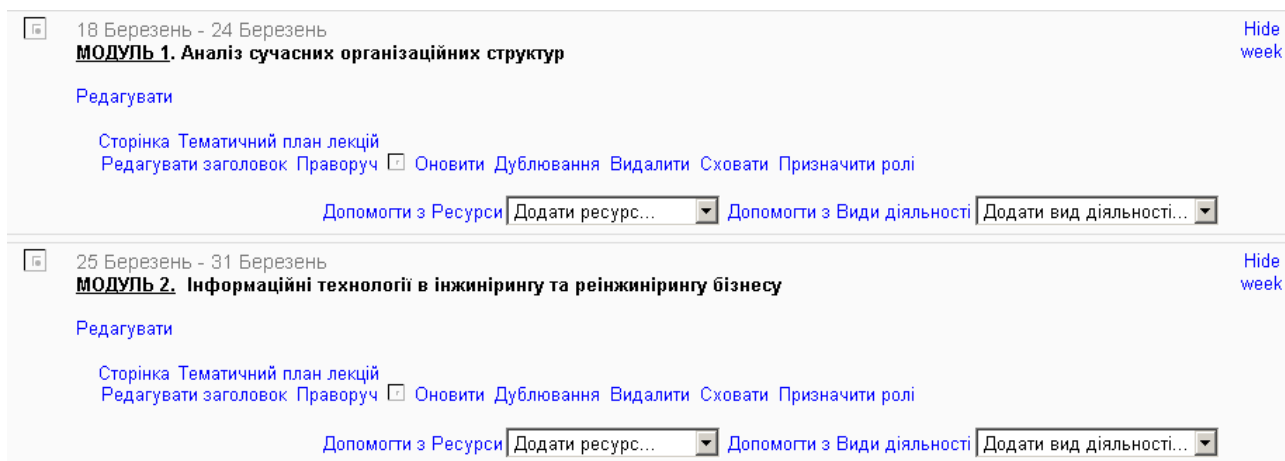 18 Березень - 24 Березень
Hide week
МОДУЛЬ 1. Аналіз сучасних організаційних структур
Редагувати
Сторінка Тематичний план лекцій
Редагувати заголовок Праворуч Оновити Дублювання Видалити Сховати Призначити ролі
Допомогти з Ресурси Додати ресурс... Допомогти з Види діяльності Додати вид діяльності...
25 Березень - 31 Березень
Hide week
МОДУЛЬ 2. Інформаційні технології в інжинірингу та реінжинірингу бізнесу
Редагувати
Сторінка Тематичний план лекцій
Редагувати заголовок Праворуч Оновити Дублювання Видалити Сховати Призначити ролі
Допомогти з Ресурси Додати ресурс... Допомогти з Види діяльності Додати вид діяльності...